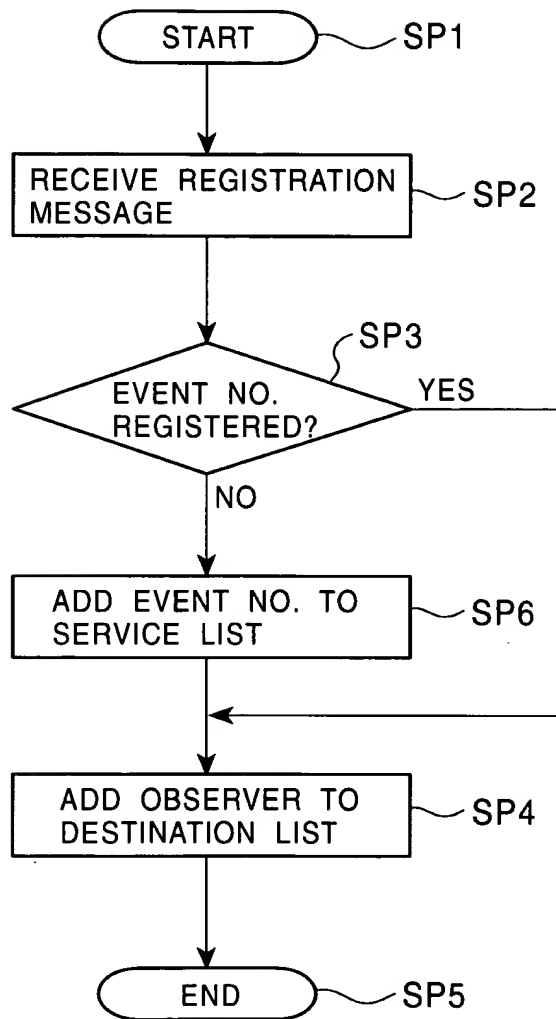 START
SP1
RECEIVE REGISTRATION
MESSAGE
SP2
SP3
EVENT NO.
REGISTERED?
YES
NO
ADD EVENT NO. TO
SERVICE LIST
SP6
ADD OBSERVER TO
DESTINATION LIST
SP4
END
SP5